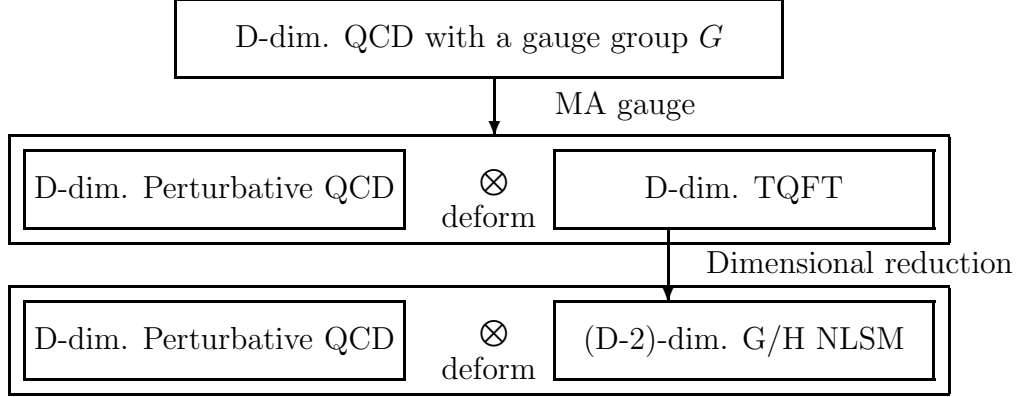 D-dim. QCD with a gauge group G
MA gauge
D-dim. Perturbative QCD ⊗ D-dim. TQFT
deform
Dimensional reduction
D-dim. Perturbative QCD ⊗ (D-2)-dim. G/H NLSM
deform